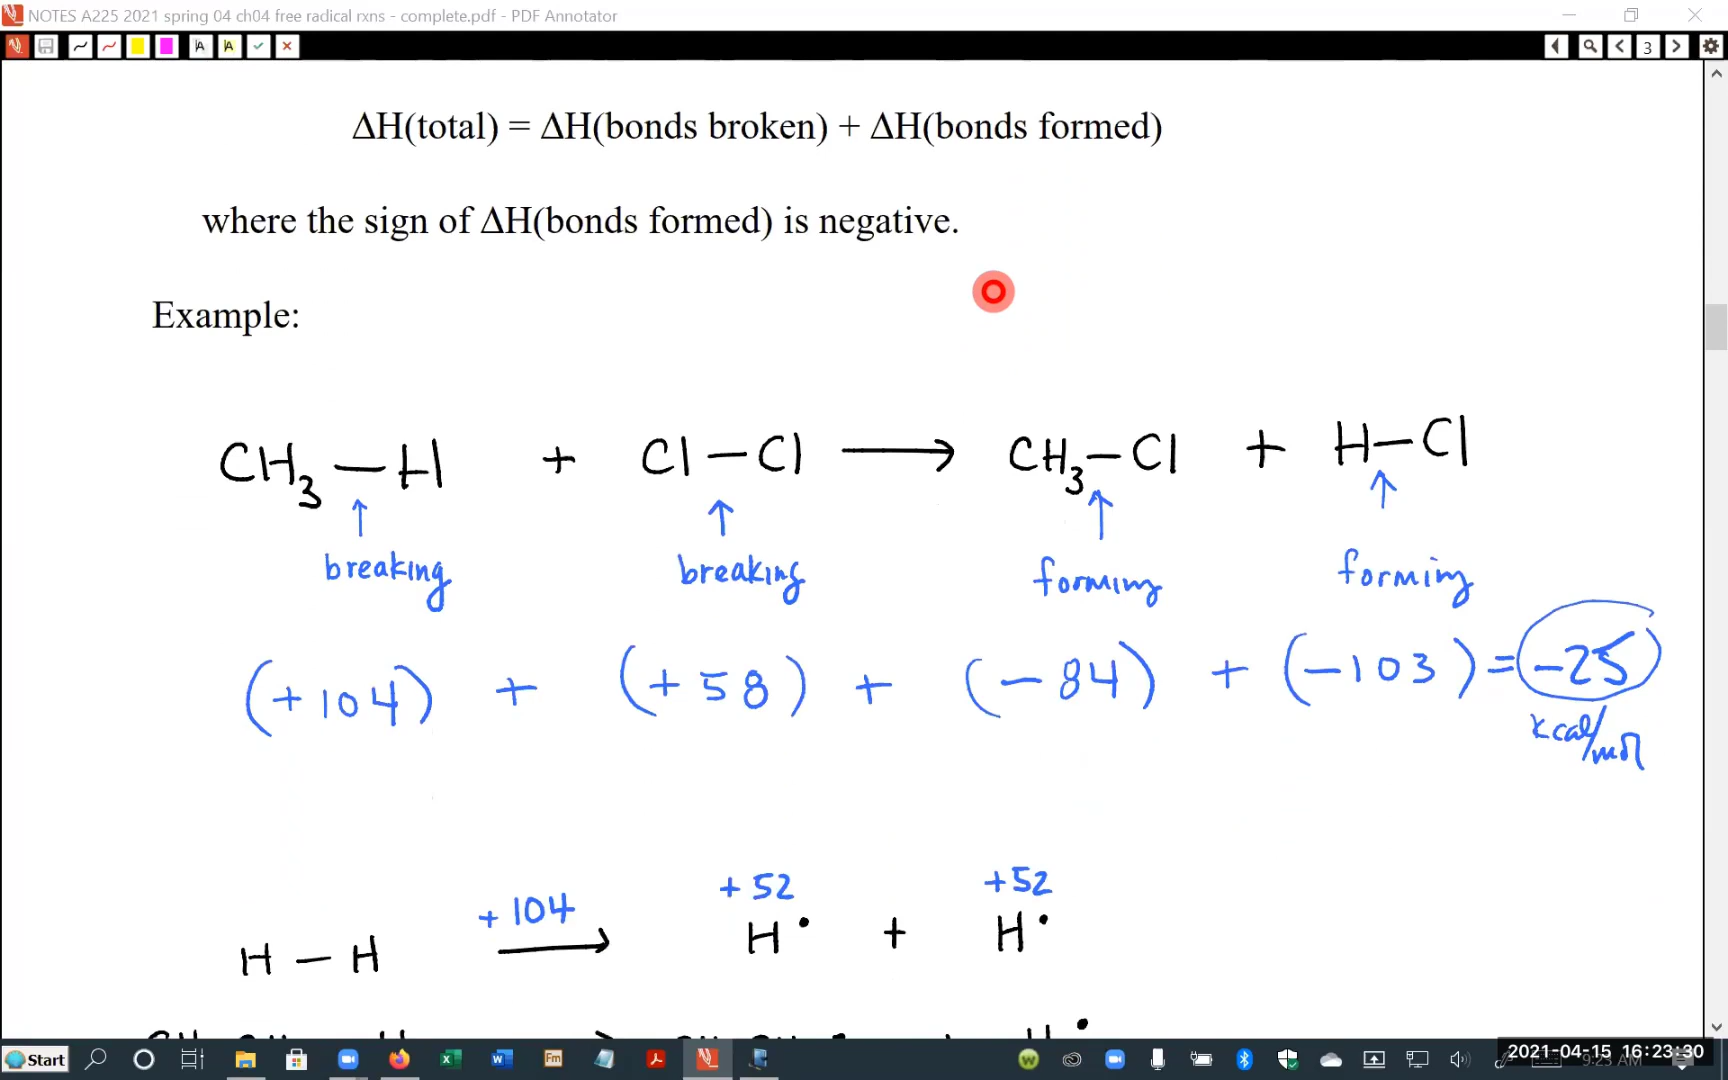 NOTES A225 2021 spring 04 ch04 free radical rxns - complete.pdf - PDF Annotator
A A 3
ΔH(total) = ΔH(bonds broken) + ΔH(bonds formed)
where the sign of ΔH(bonds formed) is negative.
Example:
CH₃—H + Cl—Cl ⟶ CH₃—Cl + H—Cl
↑ ↑ ↑ ↑
breaking breaking forming forming
(+104) + (+58) + (−84) + (−103) = −25
kcal/mol
+104 +52 +52
H—H ⟶ H• + H•
Start
Fm
2021-04-15 16:23:30